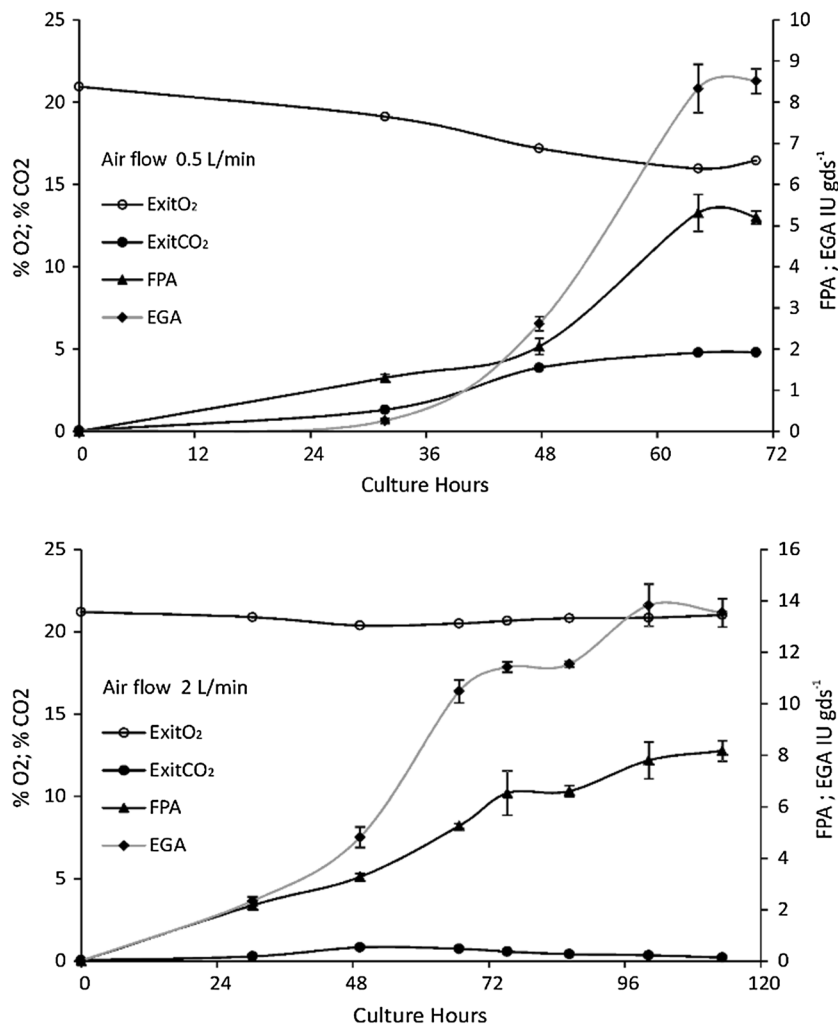 25
20
15
10
5
0
% O2; % CO2
10
9
8
7
6
5
4
3
2
1
0
FPA ; EGA IU gds⁻¹
Air flow 0.5 L/min
ExitO₂
ExitCO₂
FPA
EGA
0 12 24 36 48 60 72
Culture Hours
25
20
15
10
5
0
% O2; % CO2
16
14
12
10
8
6
4
2
0
FPA ; EGA IU gds⁻¹
Air flow 2 L/min
ExitO₂
ExitCO₂
FPA
EGA
0 24 48 72 96 120
Culture Hours